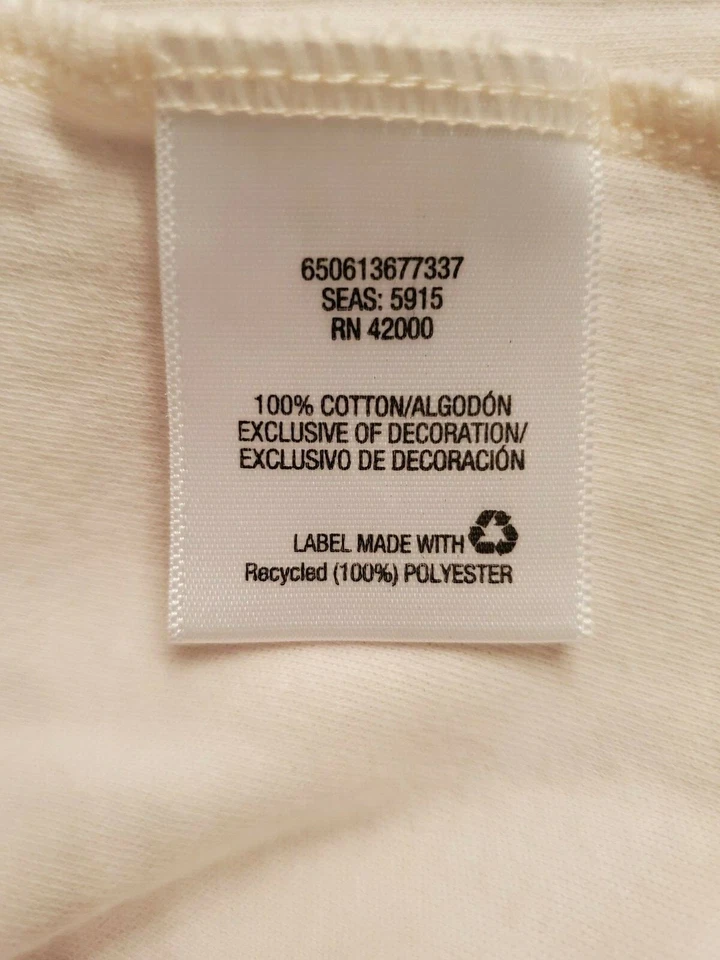 650613677337
SEAS: 5915
RN 42000
100% COTTON/ALGODÓN
EXCLUSIVE OF DECORATION/
EXCLUSIVO DE DECORACIÓN
LABEL MADE WITH
Recycled (100%) POLYESTER